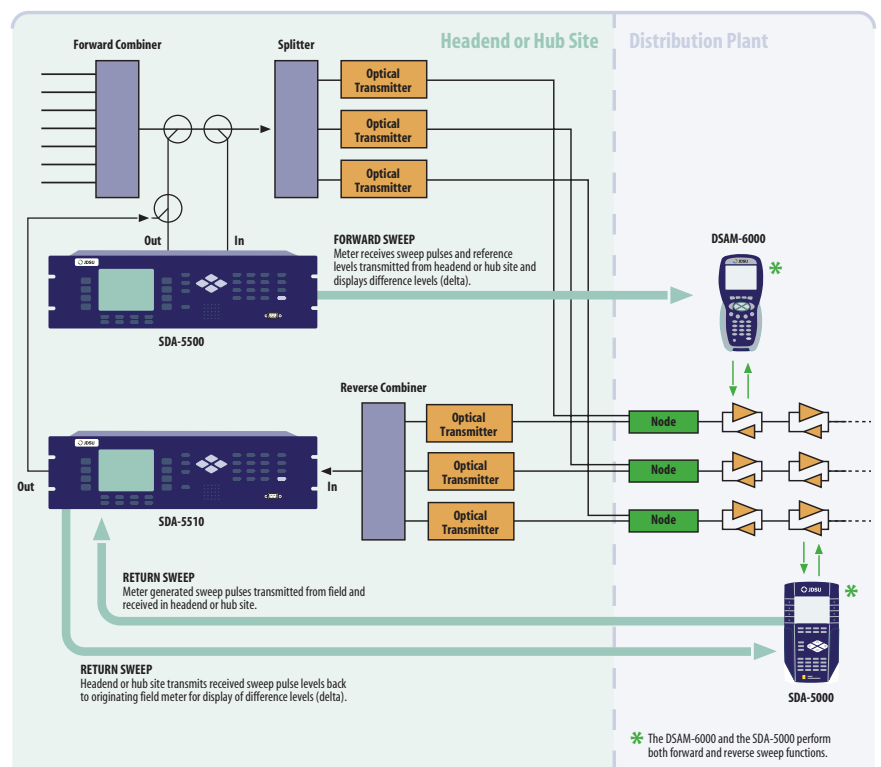 Headend or Hub Site
Distribution Plant
Forward Combiner
Splitter
Optical
Transmitter
Optical
Transmitter
Optical
Transmitter
Out
In
JDSU
SDA-5500
FORWARD SWEEP
Meter receives sweep pulses and reference
levels transmitted from headend or hub site and
displays difference levels (delta).
DSAM-6000
JDSU
*
Reverse Combiner
Optical
Transmitter
Optical
Transmitter
Optical
Transmitter
Node
Node
Node
Out
In
JDSU
SDA-5510
RETURN SWEEP
Meter generated sweep pulses transmitted from field and
received in headend or hub site.
RETURN SWEEP
Headend or hub site transmits received sweep pulse levels back
to originating field meter for display of difference levels (delta).
JDSU
*
SDA-5000
* The DSAM-6000 and the SDA-5000 perform
both forward and reverse sweep functions.